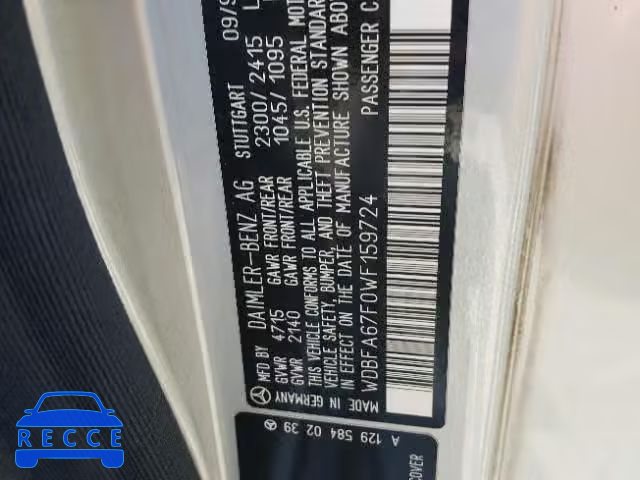 MFD BY DAIMLER-BENZ AG STUTTGART 09/9
GVWR 4715 GAWR FRONT/REAR 2300/2415 L
GVWR 2140 GAWR FRONT/REAR 1045/1095
THIS VEHICLE CONFORMS TO ALL APPLICABLE U.S. FEDERAL MOT
VEHICLE SAFETY, BUMPER, AND THEFT PREVENTION STANDAR
IN EFFECT ON THE DATE OF MANUFACTURE SHOWN ABO
WDBFA67F0WF159724 PASSENGER C
MADE IN GERMANY
A 129 584 02 39
COVER
RECCE